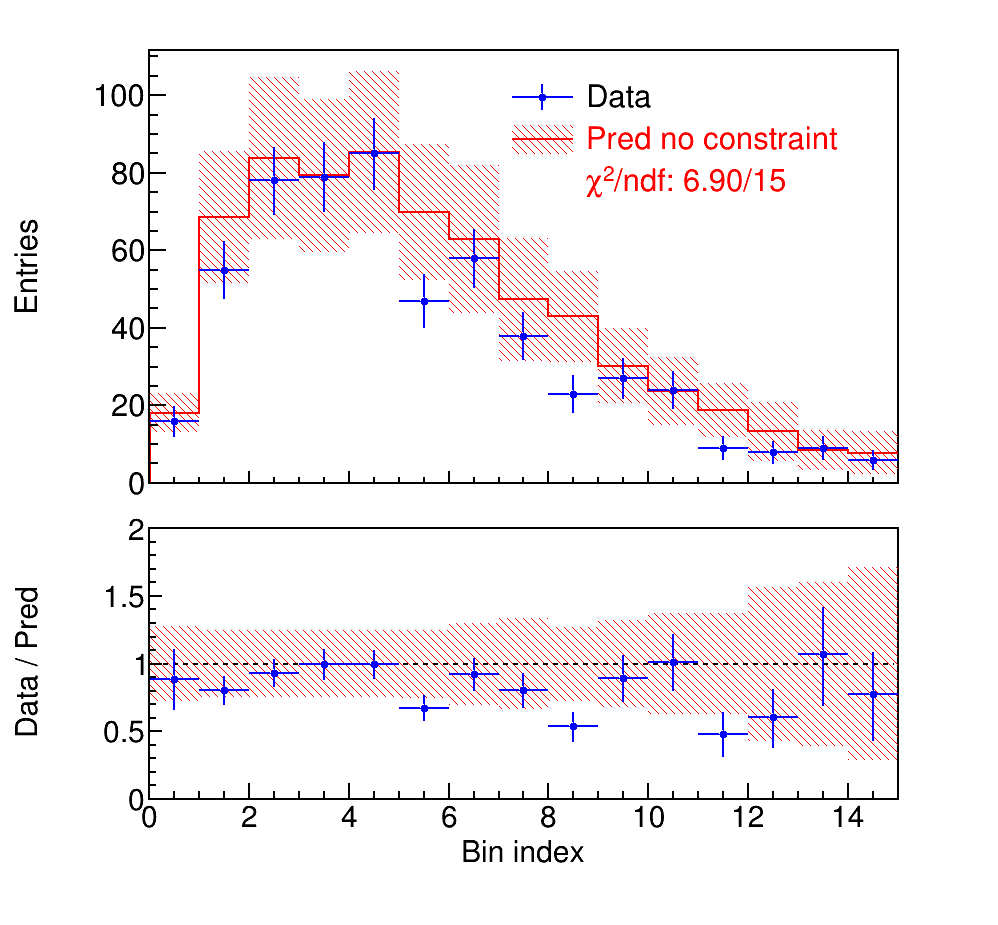 100
80
60
40
20
0
Entries
Data
Pred no constraint
χ²/ndf: 6.90/15
2
1.5
1
0.5
0
Data / Pred
0 2 4 6 8 10 12 14
Bin index